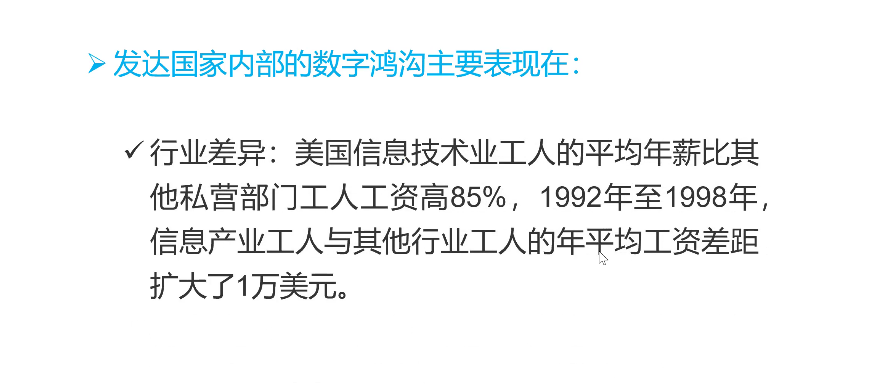 ➢ 发达国家内部的数字鸿沟主要表现在：
✓ 行业差异：美国信息技术业工人的平均年薪比其
他私营部门工人工资高85%，1992年至1998年，
信息产业工人与其他行业工人的年平均工资差距
扩大了1万美元。